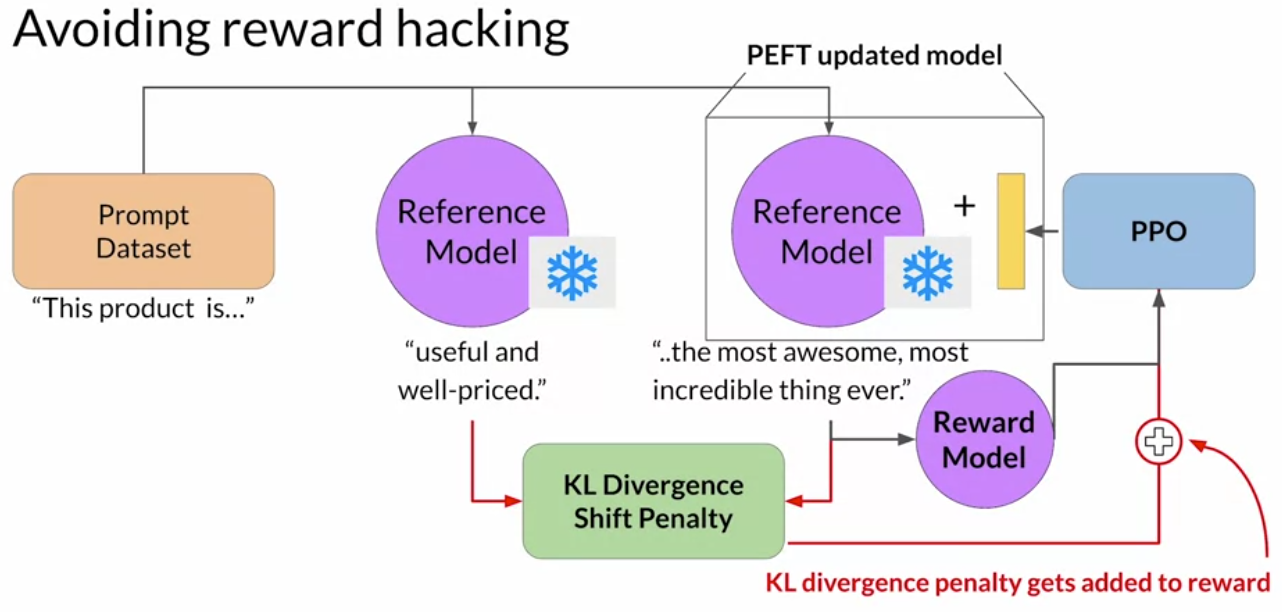 Avoiding reward hacking
PEFT updated model
Prompt
Dataset
“This product is...”
Reference
Model
“useful and
well-priced.”
Reference
Model
+
“..the most awesome, most
incredible thing ever.”
PPO
Reward
Model
KL Divergence
Shift Penalty
KL divergence penalty gets added to reward